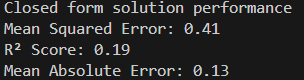 Closed form solution performance
Mean Squared Error: 0.41
R² Score: 0.19
Mean Absolute Error: 0.13